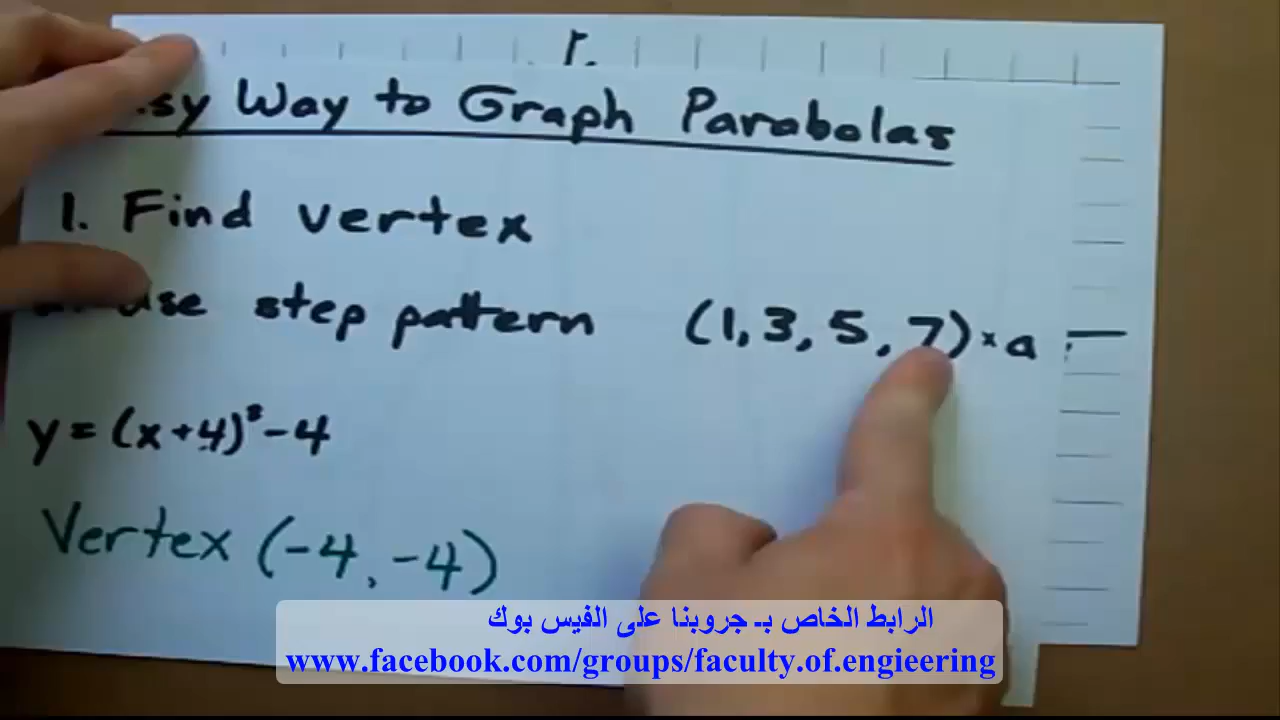 Way to Graph Parabolas
1. Find vertex
use step pattern (1, 3, 5, 7) × a
y = (x + 4)² - 4
Vertex (-4, -4)
الرابط الخاص بـ جروبنا على الفيس بوك
www.facebook.com/groups/faculty.of.engieering